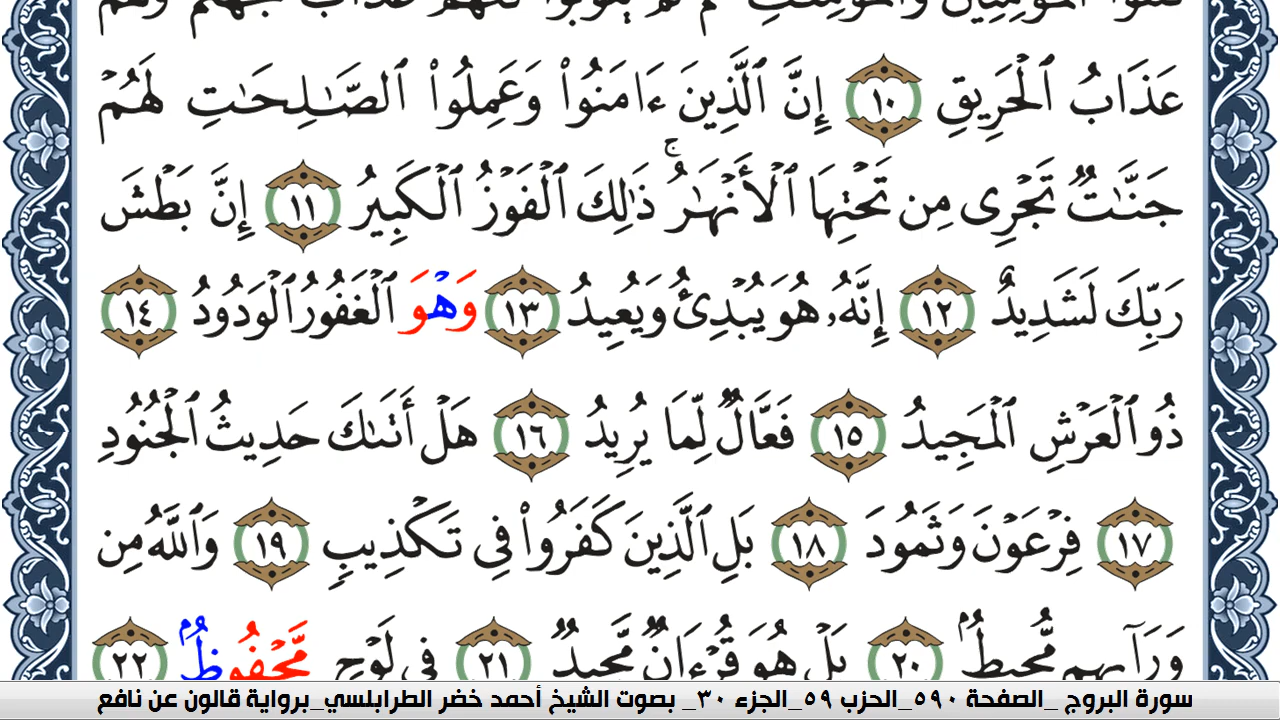 عَذَابُ ٱلْحَرِيقِ ١٠ إِنَّ ٱلَّذِينَ ءَامَنُوا۟ وَعَمِلُوا۟ ٱلصَّـٰلِحَـٰتِ لَهُمْ
جَنَّـٰتٌ تَجْرِى مِن تَحْتِهَا ٱلْأَنْهَـٰرُ ۚ ذَٰلِكَ ٱلْفَوْزُ ٱلْكَبِيرُ ١١ إِنَّ بَطْشَ
رَبِّكَ لَشَدِيدٌ ١٢ إِنَّهُۥ هُوَ يُبْدِئُ وَيُعِيدُ ١٣ وَهْوَ ٱلْغَفُورُ ٱلْوَدُودُ ١٤
ذُو ٱلْعَرْشِ ٱلْمَجِيدُ ١٥ فَعَّالٌ لِّمَا يُرِيدُ ١٦ هَلْ أَتَىٰكَ حَدِيثُ ٱلْجُنُودِ
١٧ فِرْعَوْنَ وَثَمُودَ ١٨ بَلِ ٱلَّذِينَ كَفَرُوا۟ فِى تَكْذِيبٍ ١٩ وَٱللَّهُ مِن
وَرَآئِهِم مُّحِيطٌ ٢٠ بَلْ هُوَ قُرْءَانٌ مَّجِيدٌ ٢١ فِى لَوْحٍ مَّحْفُوظٌ ٢٢
سورة البروج _الصفحة ٥٩٠_الحزب ٥٩_الجزء ٣٠_ بصوت الشيخ أحمد خضر الطرابلسي_برواية قالون عن نافع